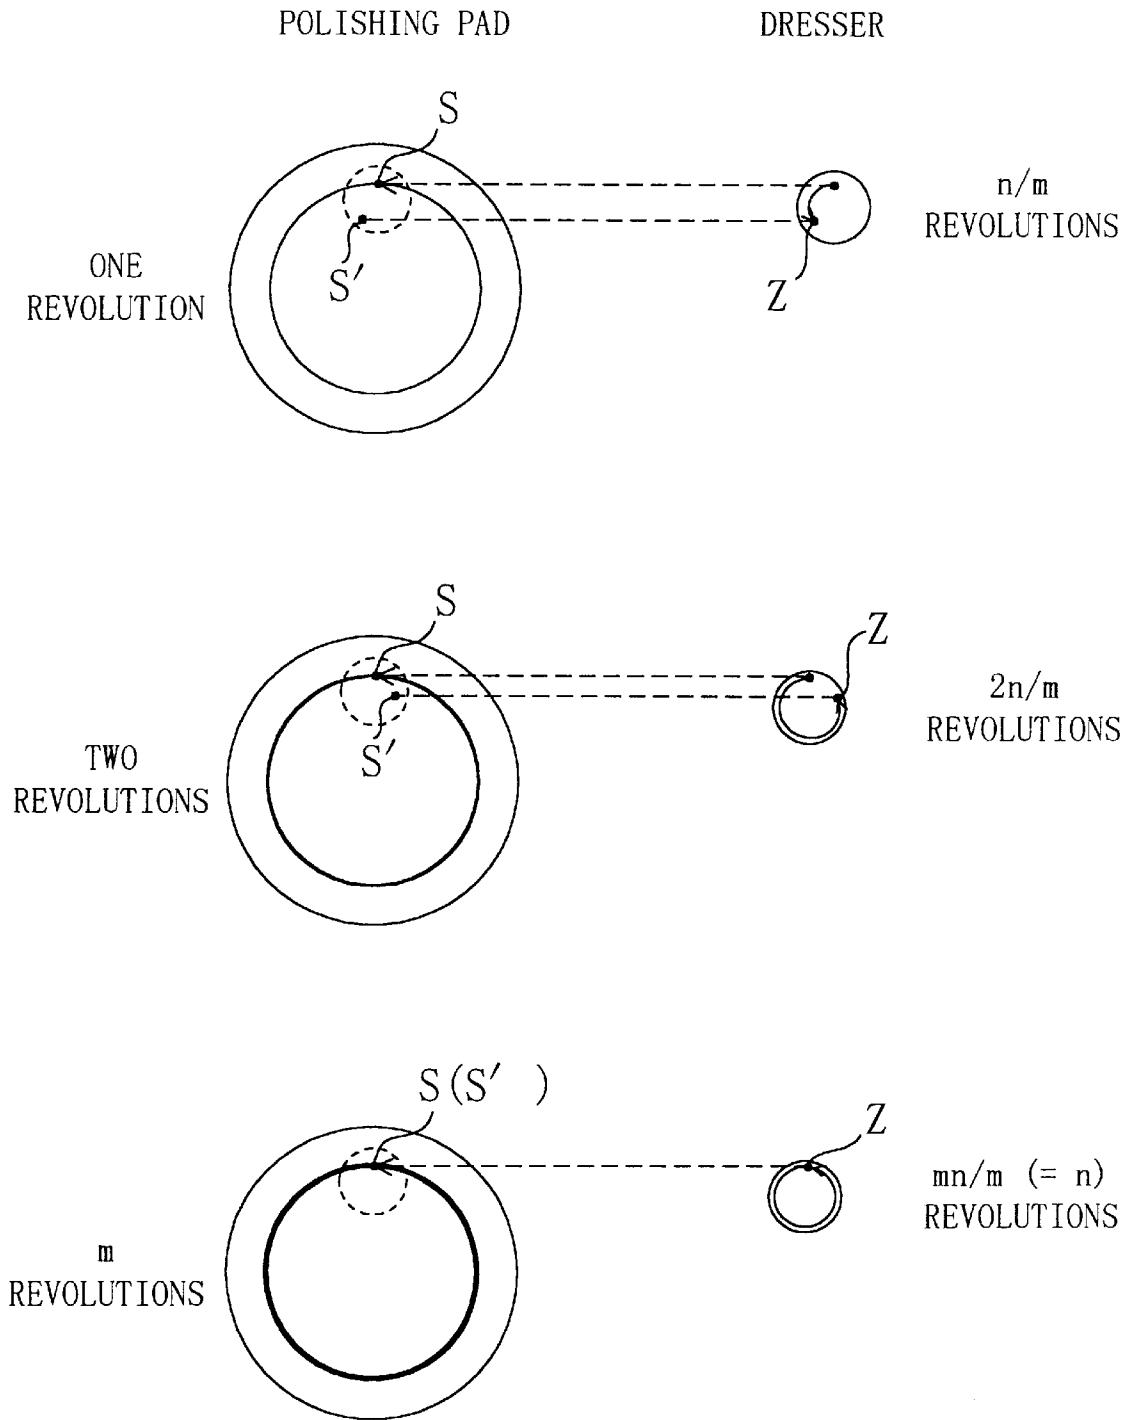 POLISHING PAD DRESSER
S
n/m
REVOLUTIONS
ONE
REVOLUTION
S′
Z
S
Z
2n/m
REVOLUTIONS
TWO
REVOLUTIONS
S′
S(S′ )
Z
mn/m (= n)
REVOLUTIONS
m
REVOLUTIONS